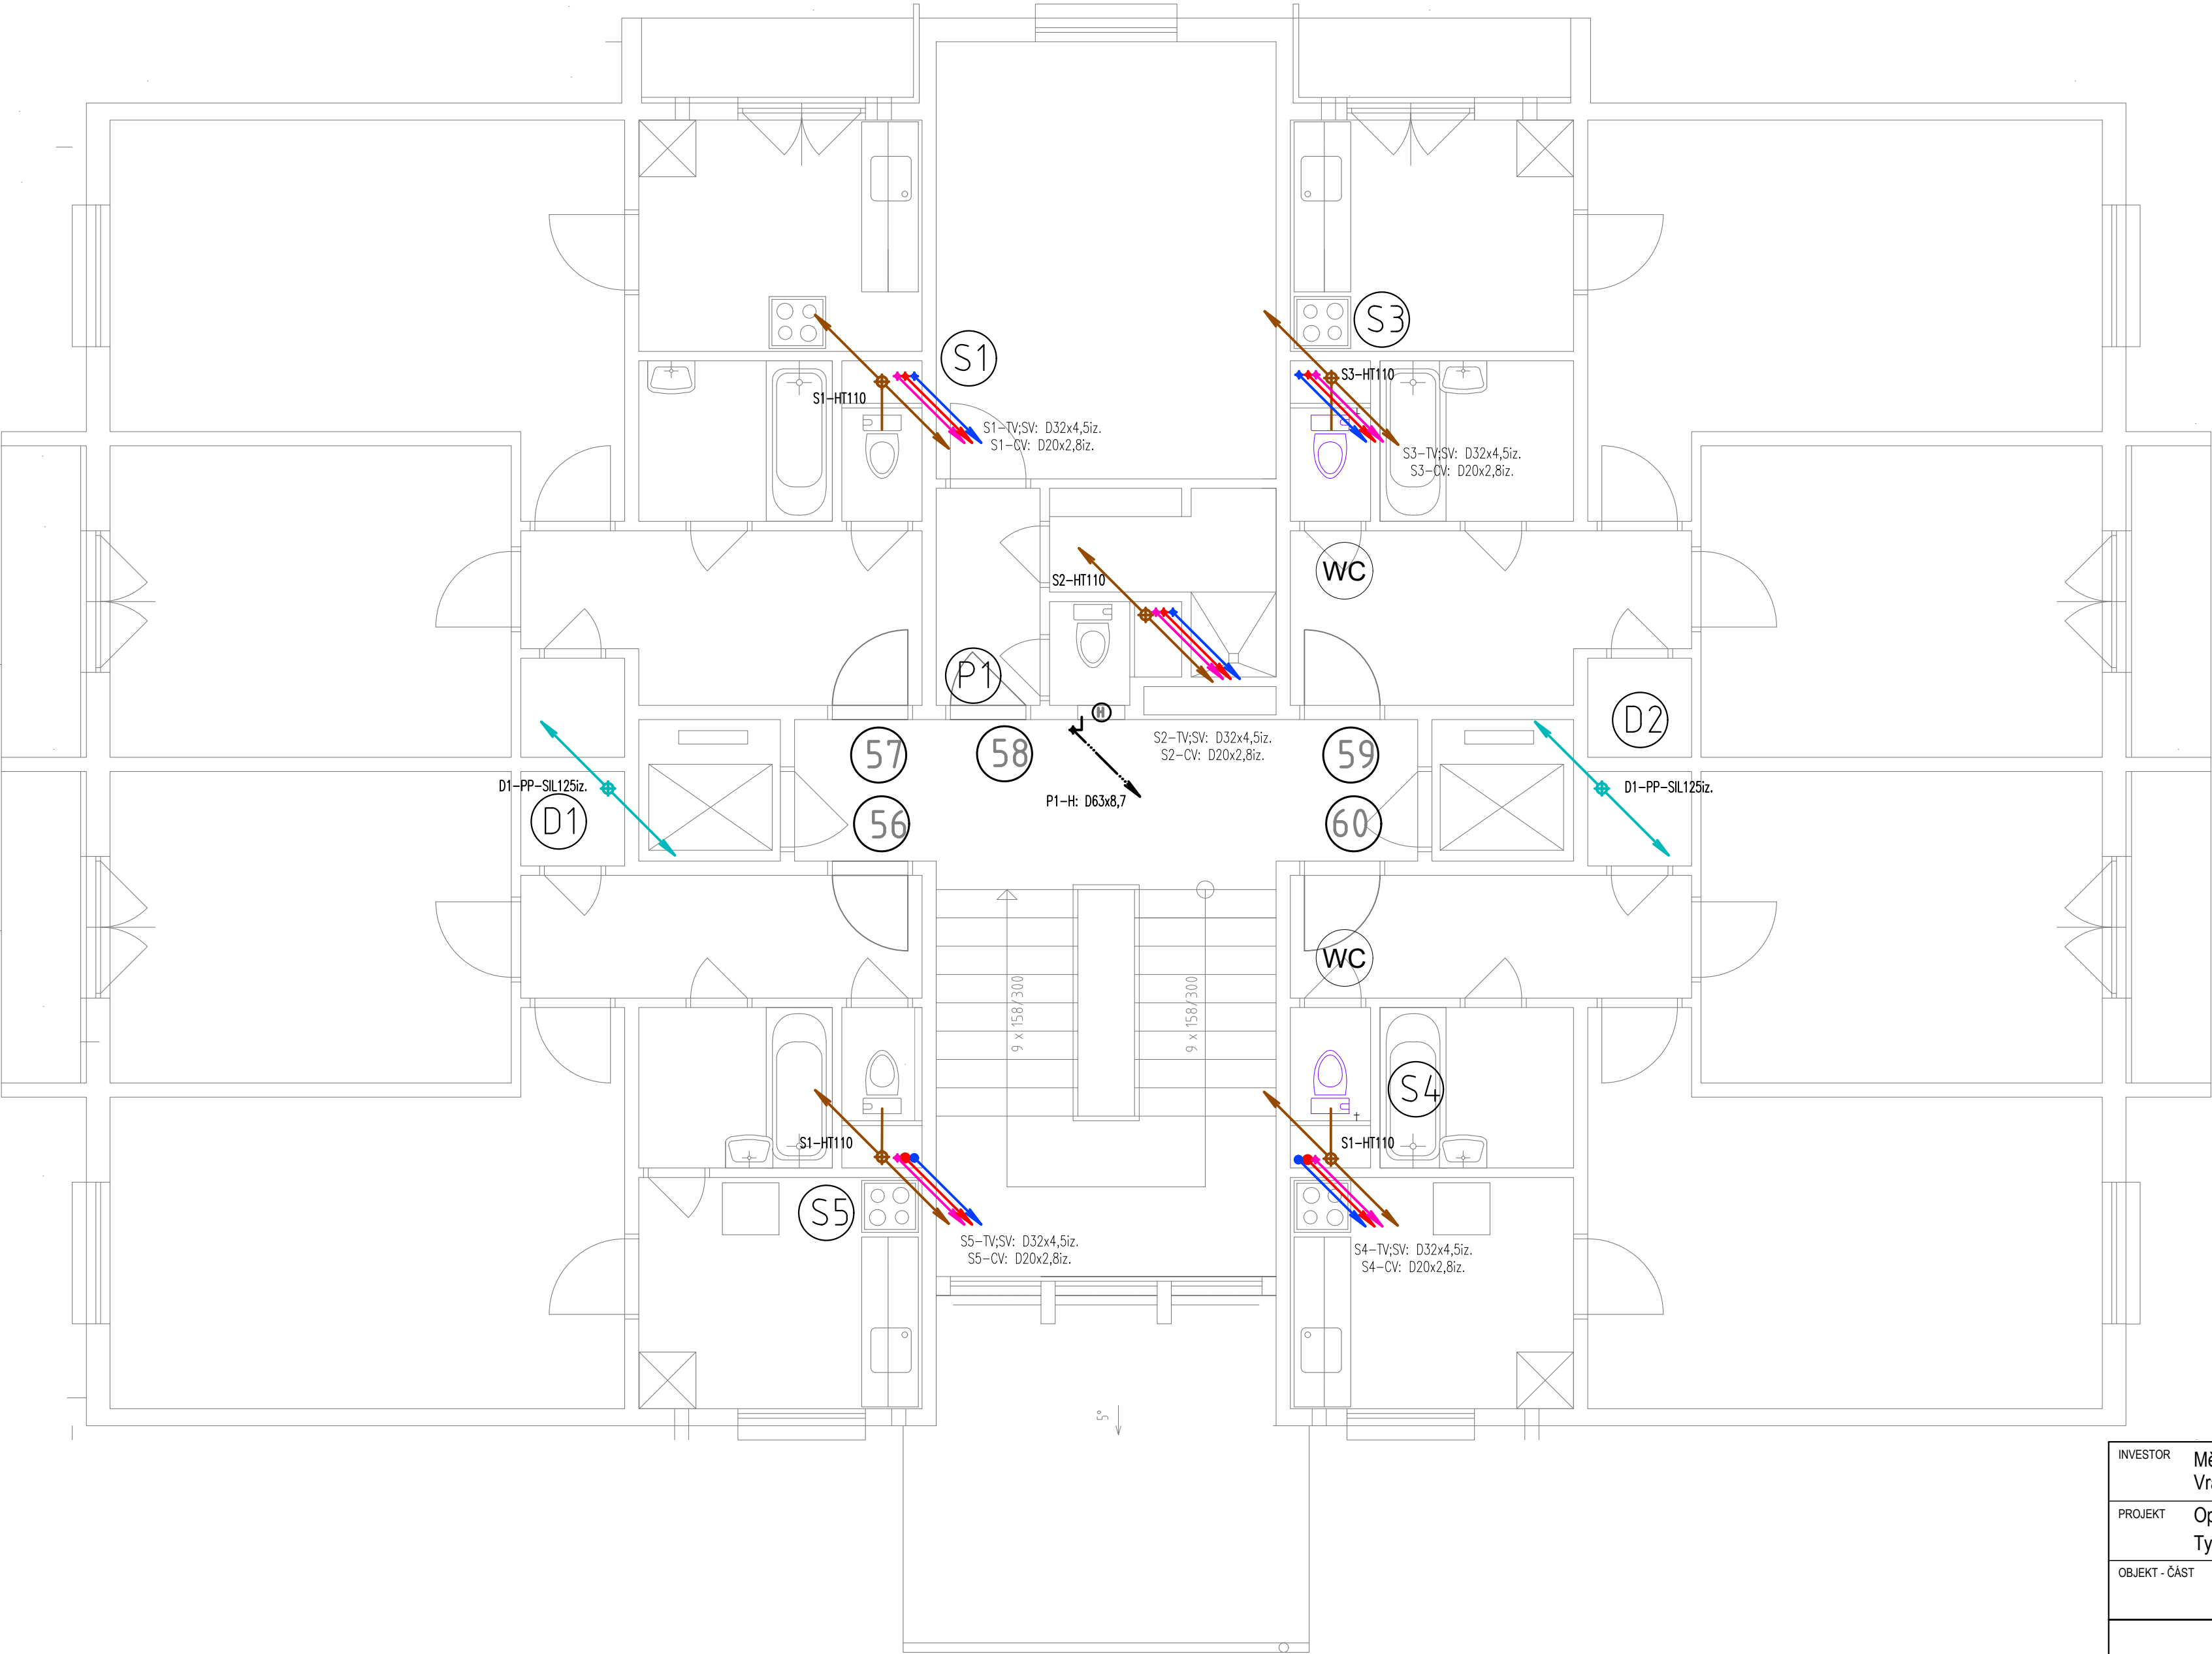 S3
S1
S3-HT110
S1-HT110
S1-TV;SV: D32x4,5iz.
S1-CV: D20x2,8iz.
S3-TV;SV: D32x4,5iz.
S3-CV: D20x2,8iz.
WC
S2-HT110
P1
H
D2
57
58
S2-TV;SV: D32x4,5iz.
S2-CV: D20x2,8iz.
59
D1-PP-SIL125iz.
D1
P1-H: D63x8,7
D1-PP-SIL125iz.
56
60
WC
9 x 158/300
9 x 158/300
S4
S1-HT110
S1-HT110
S5
S5-TV;SV: D32x4,5iz.
S5-CV: D20x2,8iz.
S4-TV;SV: D32x4,5iz.
S4-CV: D20x2,8iz.
5°
INVESTOR
PROJEKT
OBJEKT - ČÁST